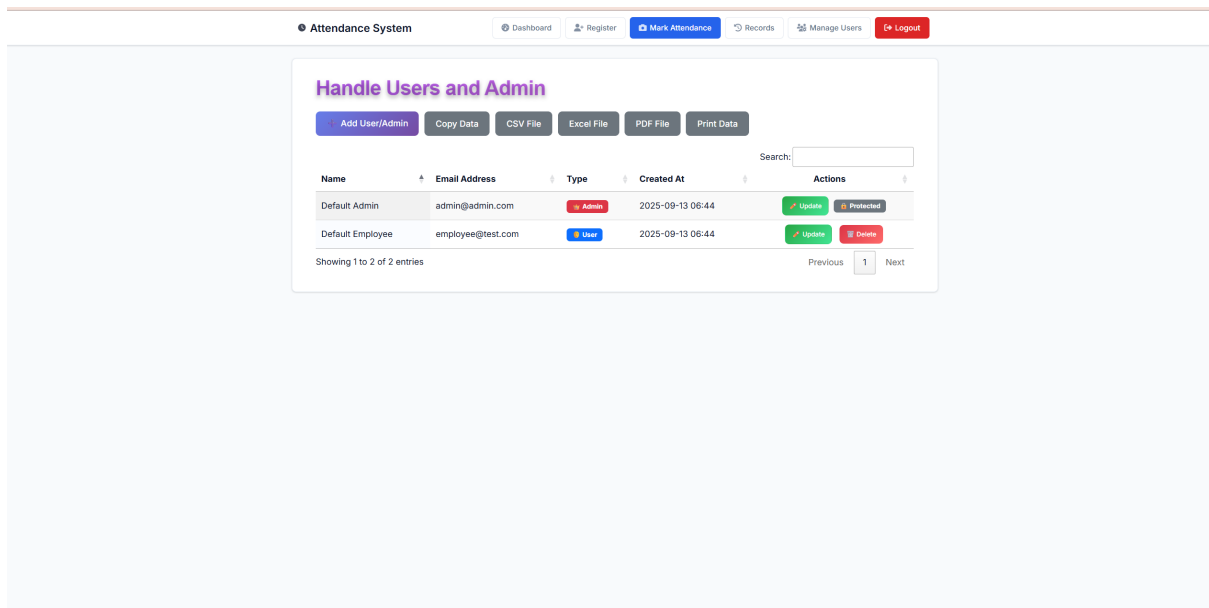 Attendance System Dashboard Register Mark Attendance Records Manage Users Logout
Handle Users and Admin
Add User/Admin Copy Data CSV File Excel File PDF File Print Data
Search:
Name Email Address Type Created At Actions
Default Admin admin@admin.com Admin 2025-09-13 06:44 Update Protected
Default Employee employee@test.com User 2025-09-13 06:44 Update Delete
Showing 1 to 2 of 2 entries Previous 1 Next